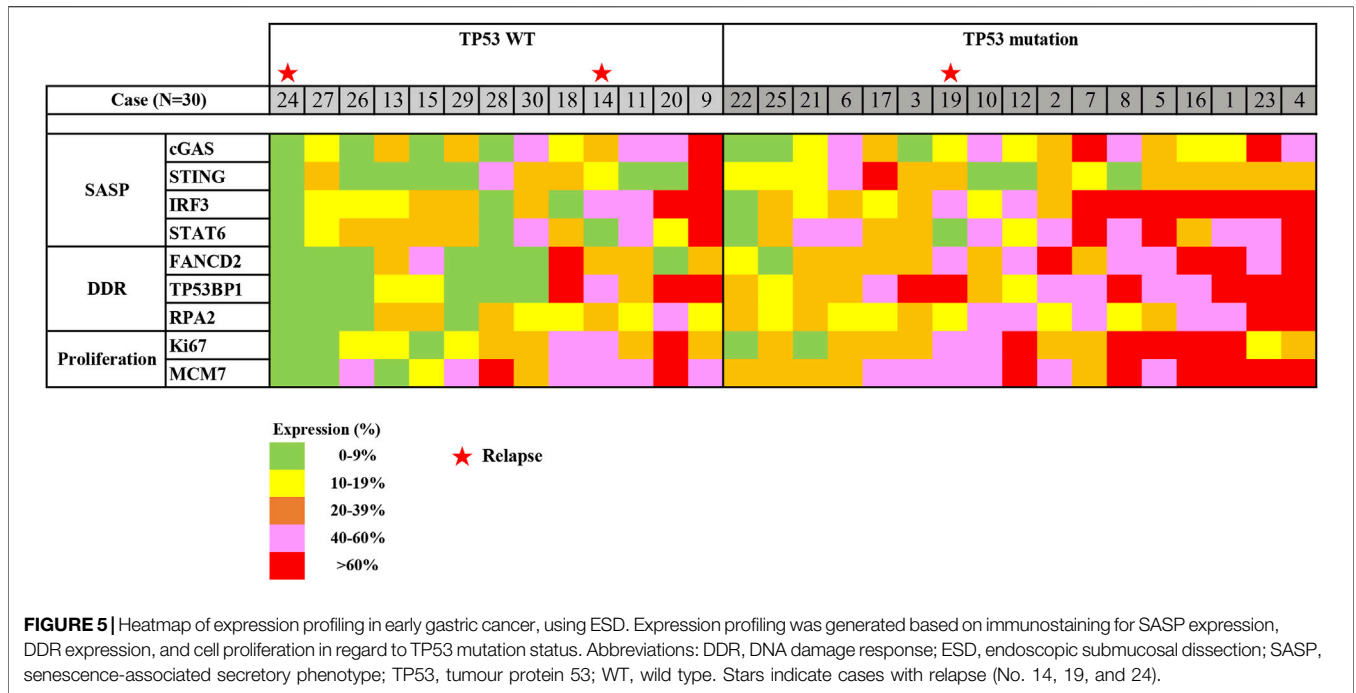 TP53 WT TP53 mutation
Case (N=30) 24 27 26 13 15 29 28 30 18 14 11 20 9 22 25 21 6 17 3 19 10 12 2 7 8 5 16 1 23 4
SASP
cGAS
STING
IRF3
STAT6
DDR
FANCD2
TP53BP1
RPA2
Proliferation
Ki67
MCM7
Expression (%)
0-9%
10-19%
20-39%
40-60%
>60%
Relapse
FIGURE 5 | Heatmap of expression profiling in early gastric cancer, using ESD. Expression profiling was generated based on immunostaining for SASP expression,
DDR expression, and cell proliferation in regard to TP53 mutation status. Abbreviations: DDR, DNA damage response; ESD, endoscopic submucosal dissection; SASP,
senescence-associated secretory phenotype; TP53, tumour protein 53; WT, wild type. Stars indicate cases with relapse (No. 14, 19, and 24).